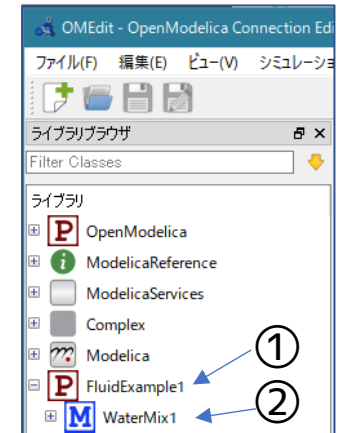 OMEdit - OpenModelica Connection Edi
ファイル(F) 編集(E) ビュー(V) シミュレーショ
ライブラリブラウザ
Filter Classes
ライブラリ
P OpenModelica
i ModelicaReference
ModelicaServices
Complex
Modelica
①
P FluidExample1
②
M WaterMix1